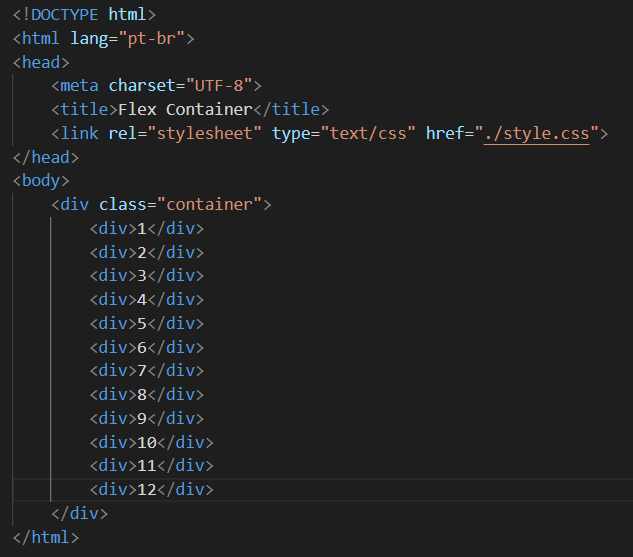 <!DOCTYPE html>
<html lang="pt-br">
<head>
    <meta charset="UTF-8">
    <title>Flex Container</title>
    <link rel="stylesheet" type="text/css" href="./style.css">
</head>
<body>
    <div class="container">
        <div>1</div>
        <div>2</div>
        <div>3</div>
        <div>4</div>
        <div>5</div>
        <div>6</div>
        <div>7</div>
        <div>8</div>
        <div>9</div>
        <div>10</div>
        <div>11</div>
        <div>12</div>
    </div>
</html>